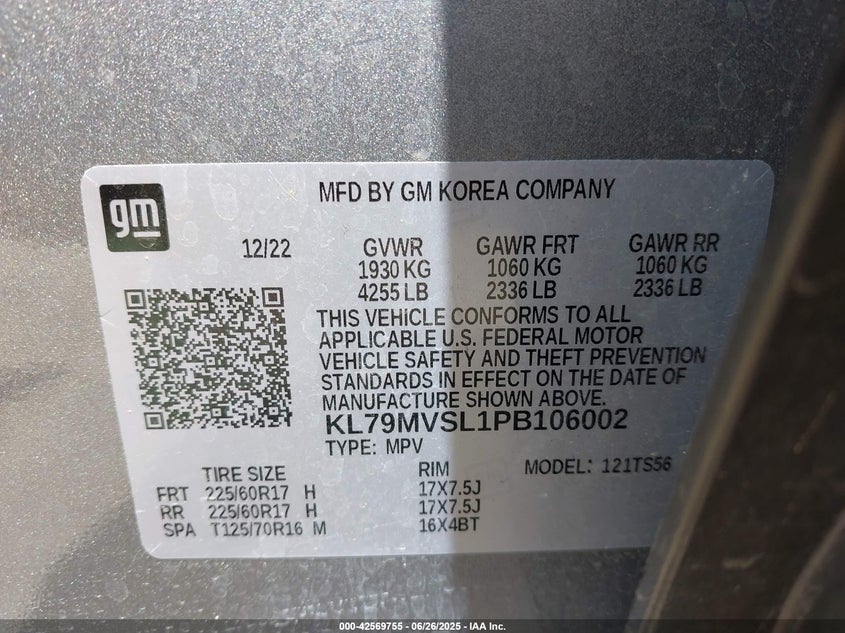 gm
MFD BY GM KOREA COMPANY
12/22 GVWR GAWR FRT GAWR RR
1930 KG 1060 KG 1060 KG
4255 LB 2336 LB 2336 LB
THIS VEHICLE CONFORMS TO ALL
APPLICABLE U.S. FEDERAL MOTOR
VEHICLE SAFETY AND THEFT PREVENTION
STANDARDS IN EFFECT ON THE DATE OF
MANUFACTURE SHOWN ABOVE.
KL79MVSL1PB106002
TYPE: MPV MODEL: 121TS56
TIRE SIZE RIM
FRT 225/60R17 H 17X7.5J
RR 225/60R17 H 17X7.5J
SPA T125/70R16 M 16X4BT
000-42569755 06/26/2025 - IAA Inc.